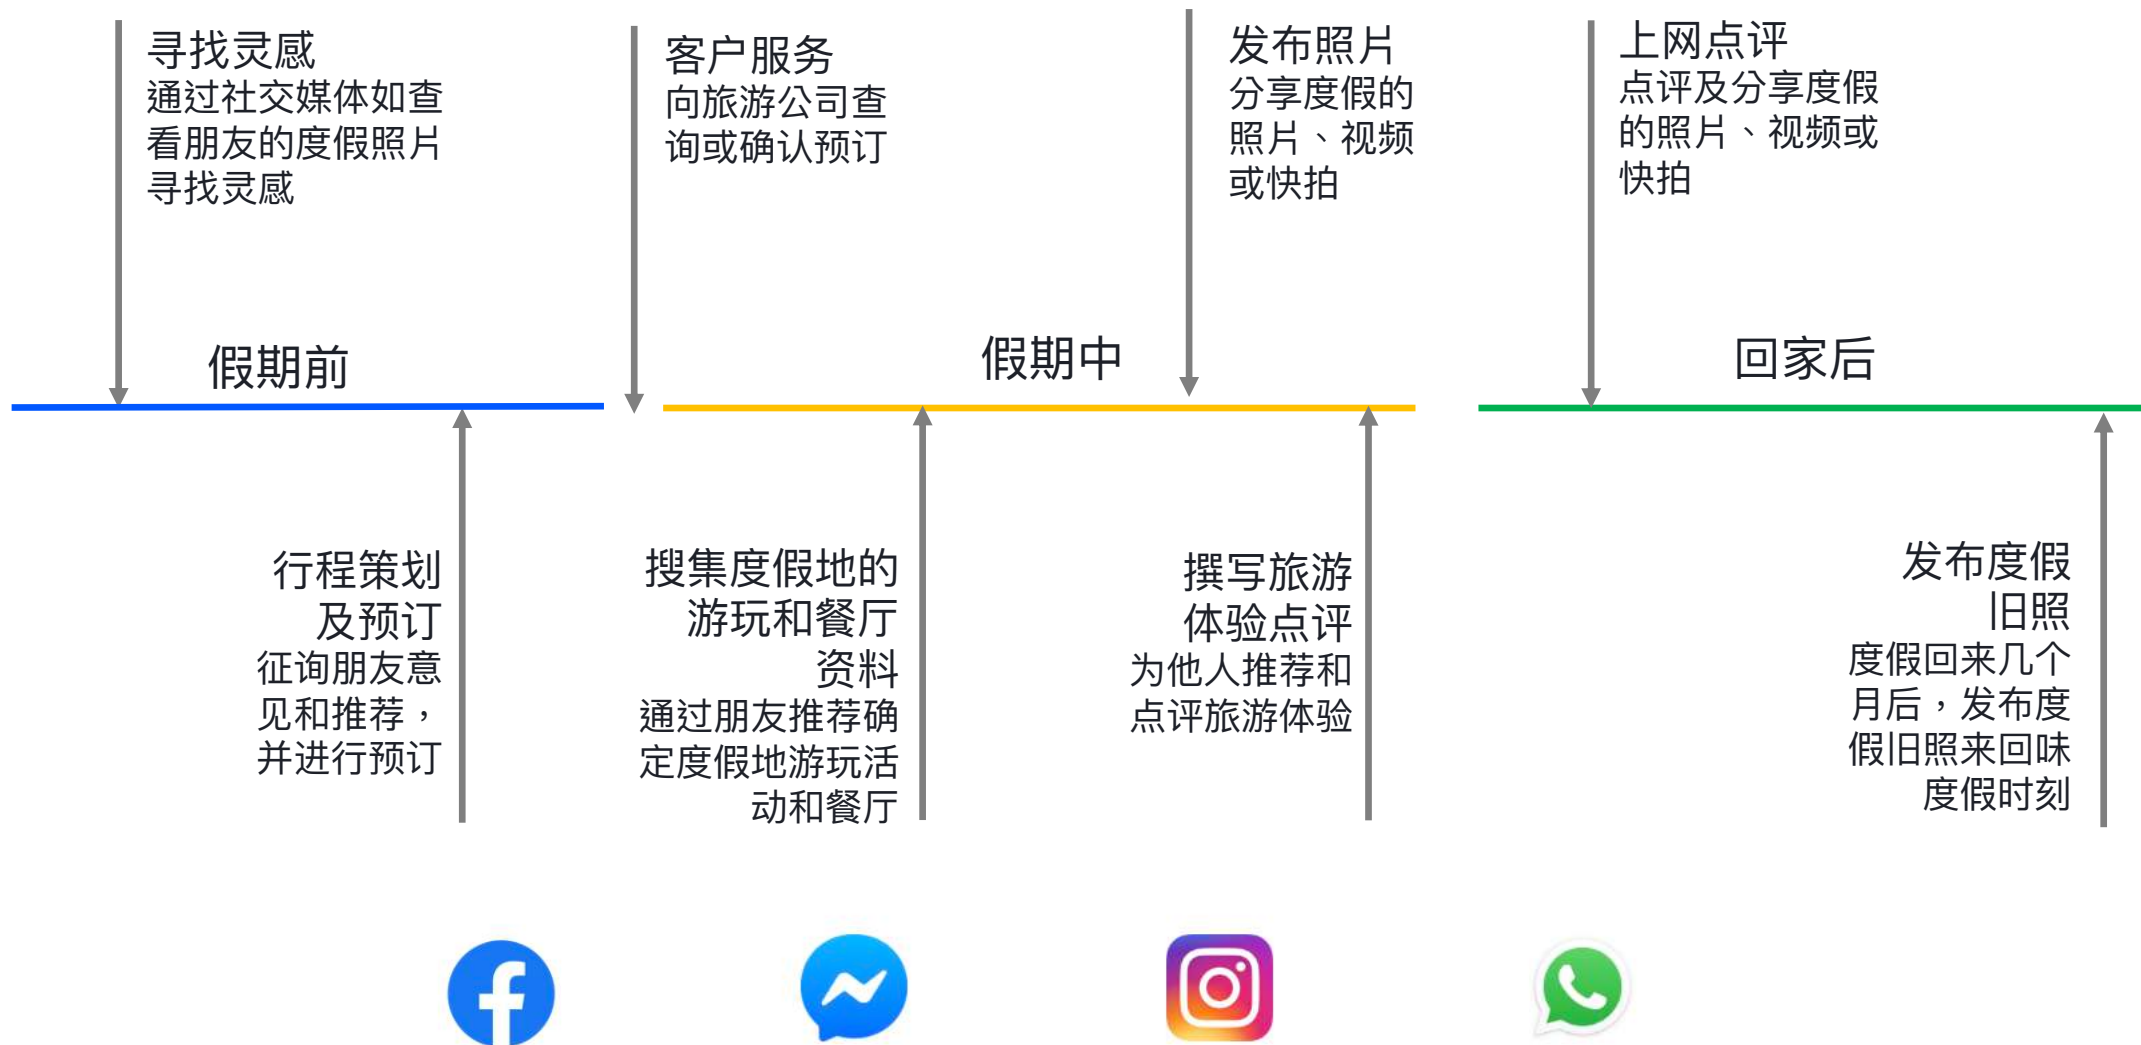 寻找灵感
通过社交媒体如查
看朋友的度假照片
寻找灵感
客户服务
向旅游公司查
询或确认预订
发布照片
分享度假的
照片、视频
或快拍
上网点评
点评及分享度假
的照片、视频或
快拍
假期前
假期中
回家后
行程策划
及预订
征询朋友意
见和推荐，
并进行预订
搜集度假地的
游玩和餐厅
资料
通过朋友推荐确
定度假地游玩活
动和餐厅
撰写旅游
体验点评
为他人推荐和
点评旅游体验
发布度假
旧照
度假回来几个
月后，发布度
假旧照来回味
度假时刻